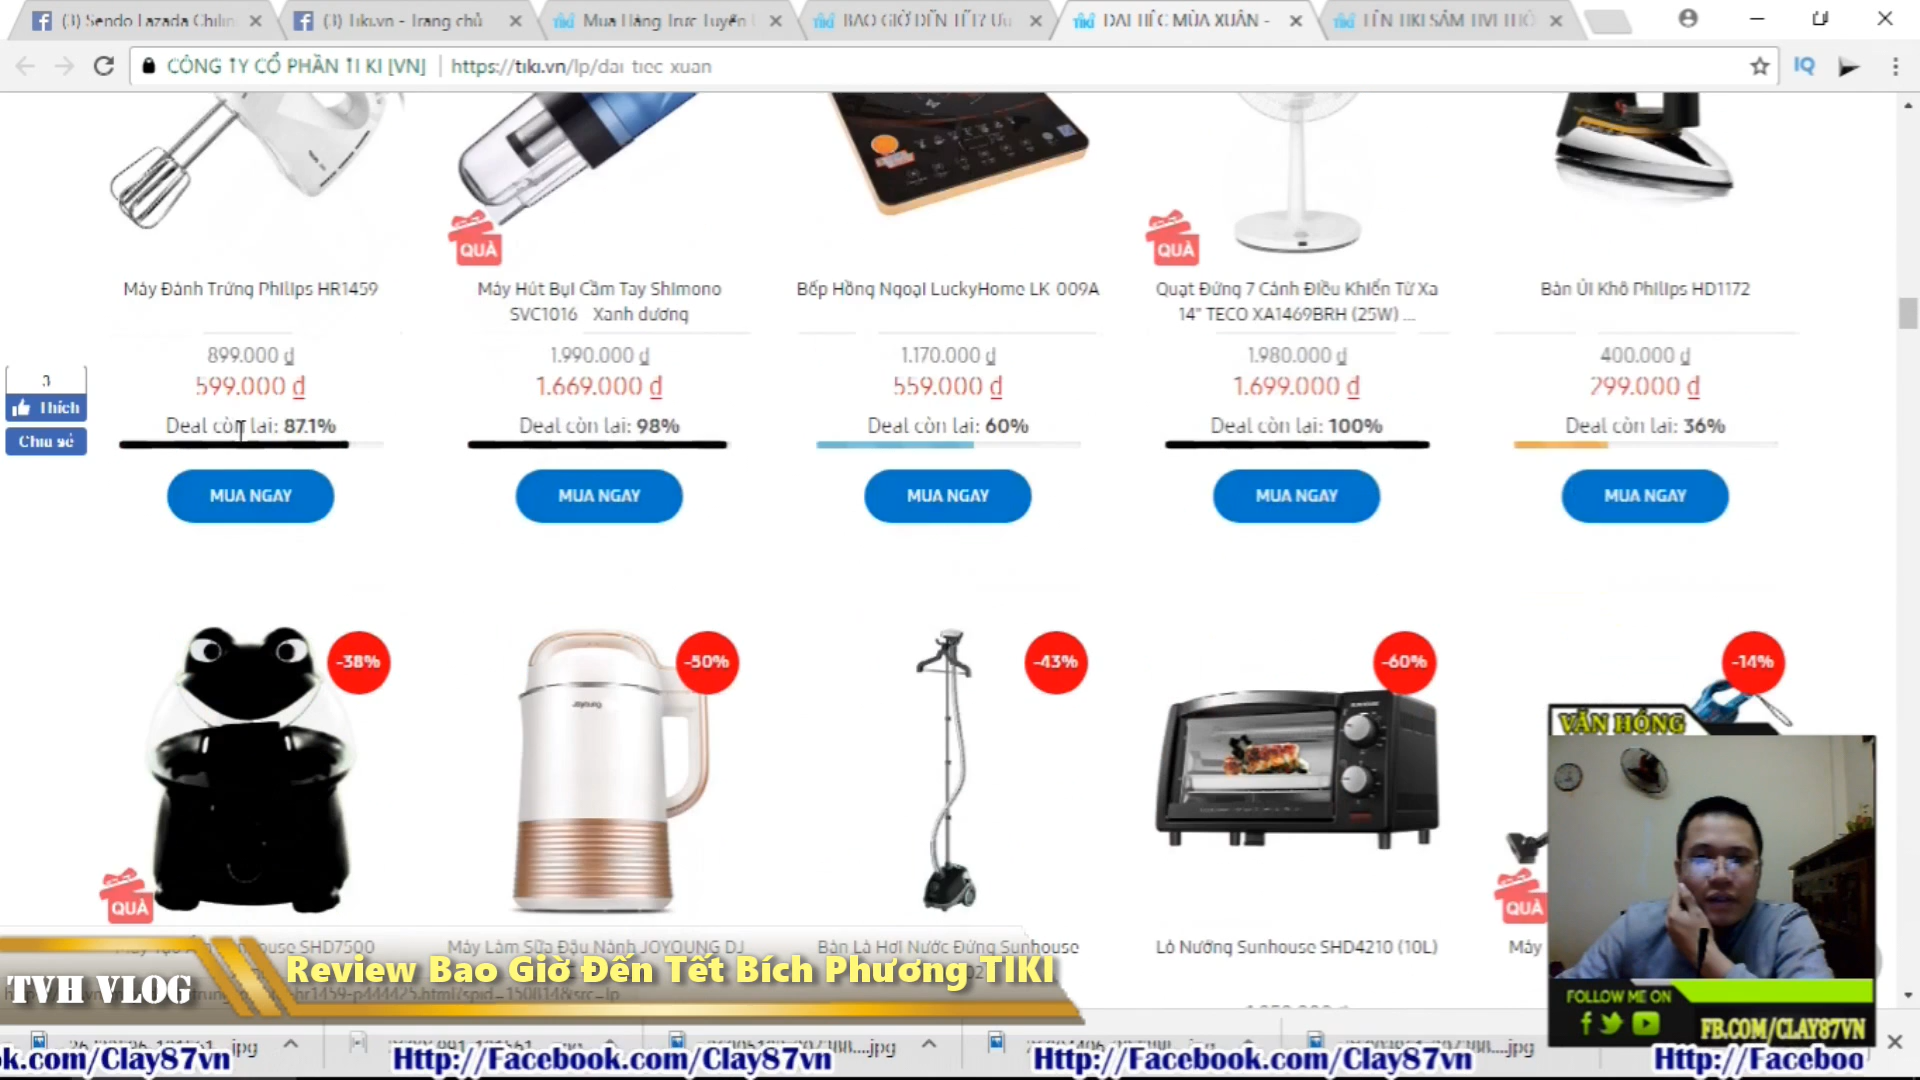 (3) Sendo Lazada Chilin
(3) Tiki.vn - Trang chủ
Mua Hàng Trực Tuyến
BAO GIỜ ĐẾN TẾT? Ưu
ĐẠI TIỆC MÙA XUÂN -
LÊN TIKI SẮM TIVI THÔ
CÔNG TY CỔ PHẦN TI KI [VN]
https://tiki.vn/lp/dai-tiec-xuan
IQ
QUÀ
QUÀ
Máy Đánh Trứng Philips HR1459
Máy Hút Bụi Cầm Tay Shimono
SVC1016 - Xanh dương
Bếp Hồng Ngoại LuckyHome LK-009A
Quạt Đứng 7 Cánh Điều Khiển Từ Xa
14" TECO XA1469BRH (25W) ...
Bàn Ủi Khô Philips HD1172
899.000 ₫
1.990.000 ₫
1.170.000 ₫
1.980.000 ₫
400.000 ₫
599.000 ₫
1.669.000 ₫
559.000 ₫
1.699.000 ₫
299.000 ₫
Deal còn lại: 87.1%
Deal còn lại: 98%
Deal còn lại: 60%
Deal còn lại: 100%
Deal còn lại: 36%
3
Thích
Chia sẻ
MUA NGAY
MUA NGAY
MUA NGAY
MUA NGAY
MUA NGAY
-38%
-50%
-43%
-60%
-14%
Joyoung
VĂN HÓNG
QUÀ
QUÀ
SHD7500
Máy Làm Sữa Đậu Nành JOYOUNG DJ
Bàn Là Hơi Nước Đứng Sunhouse
Lò Nướng Sunhouse SHD4210 (10L)
Máy
TVH VLOG
Review Bao Giờ Đến Tết Bích Phương TIKI
FOLLOW ME ON
FB.COM/CLAY87VN
k.com/Clay87vn
Http://Facebook.com/Clay87vn
Http://Facebook.com/Clay87vn
Http://Faceboo